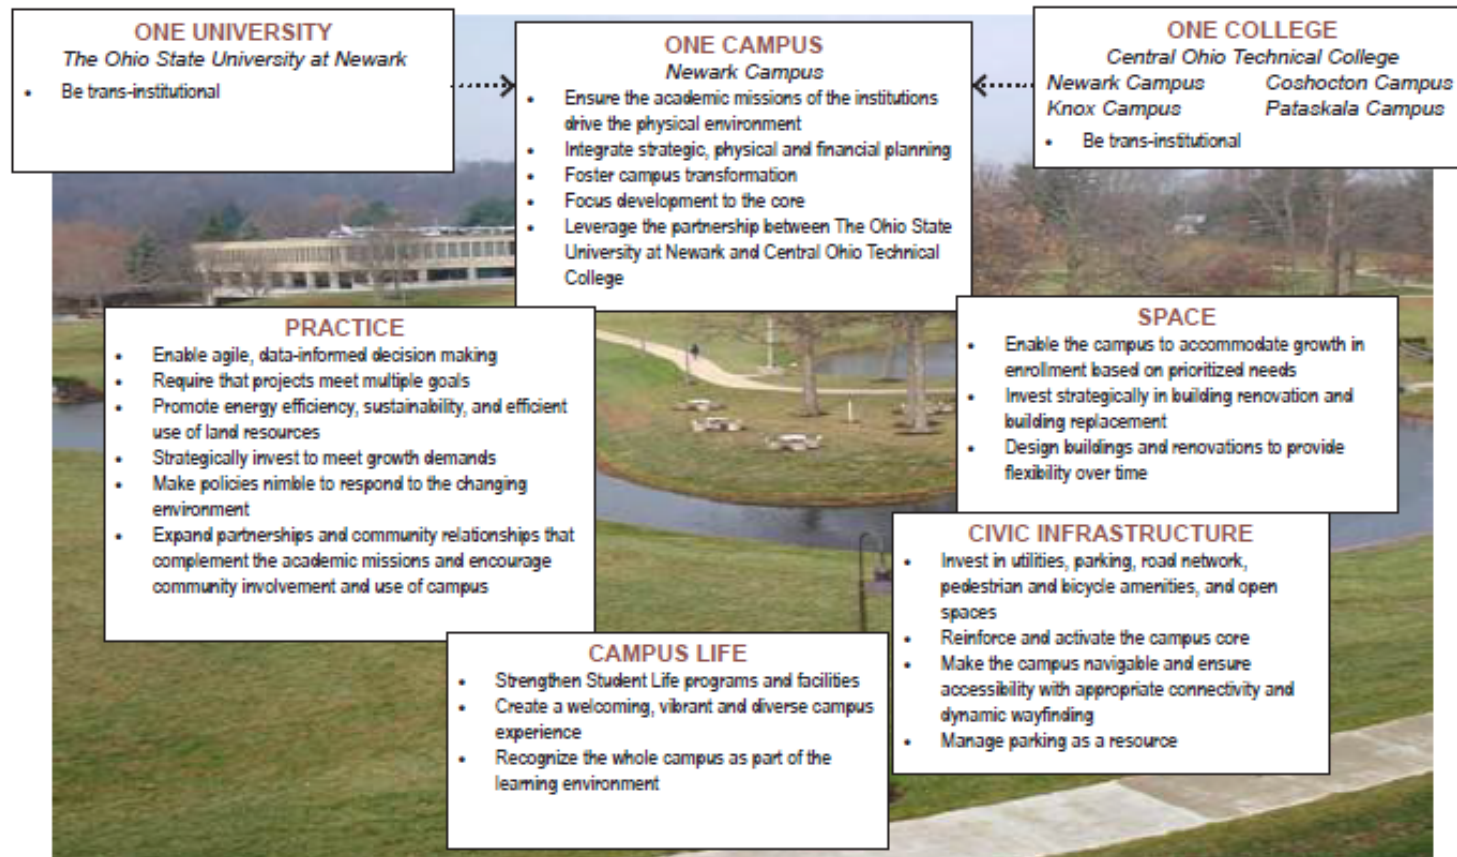 ONE UNIVERSITY
The Ohio State University at Newark
• Be trans-institutional
ONE CAMPUS
Newark Campus
• Ensure the academic missions of the institutions
drive the physical environment
• Integrate strategic, physical and financial planning
• Foster campus transformation
• Focus development to the core
• Leverage the partnership between The Ohio State
University at Newark and Central Ohio Technical
College
ONE COLLEGE
Central Ohio Technical College
Newark Campus Coshocton Campus
Knox Campus Pataskala Campus
• Be trans-institutional
PRACTICE
• Enable agile, data-informed decision making
• Require that projects meet multiple goals
• Promote energy efficiency, sustainability, and efficient
use of land resources
• Strategically invest to meet growth demands
• Make policies nimble to respond to the changing
environment
• Expand partnerships and community relationships that
complement the academic missions and encourage
community involvement and use of campus
SPACE
• Enable the campus to accommodate growth in
enrollment based on prioritized needs
• Invest strategically in building renovation and
building replacement
• Design buildings and renovations to provide
flexibility over time
CIVIC INFRASTRUCTURE
• Invest in utilities, parking, road network,
pedestrian and bicycle amenities, and open
spaces
• Reinforce and activate the campus core
• Make the campus navigable and ensure
accessibility with appropriate connectivity and
dynamic wayfinding
• Manage parking as a resource
CAMPUS LIFE
• Strengthen Student Life programs and facilities
• Create a welcoming, vibrant and diverse campus
experience
• Recognize the whole campus as part of the
learning environment